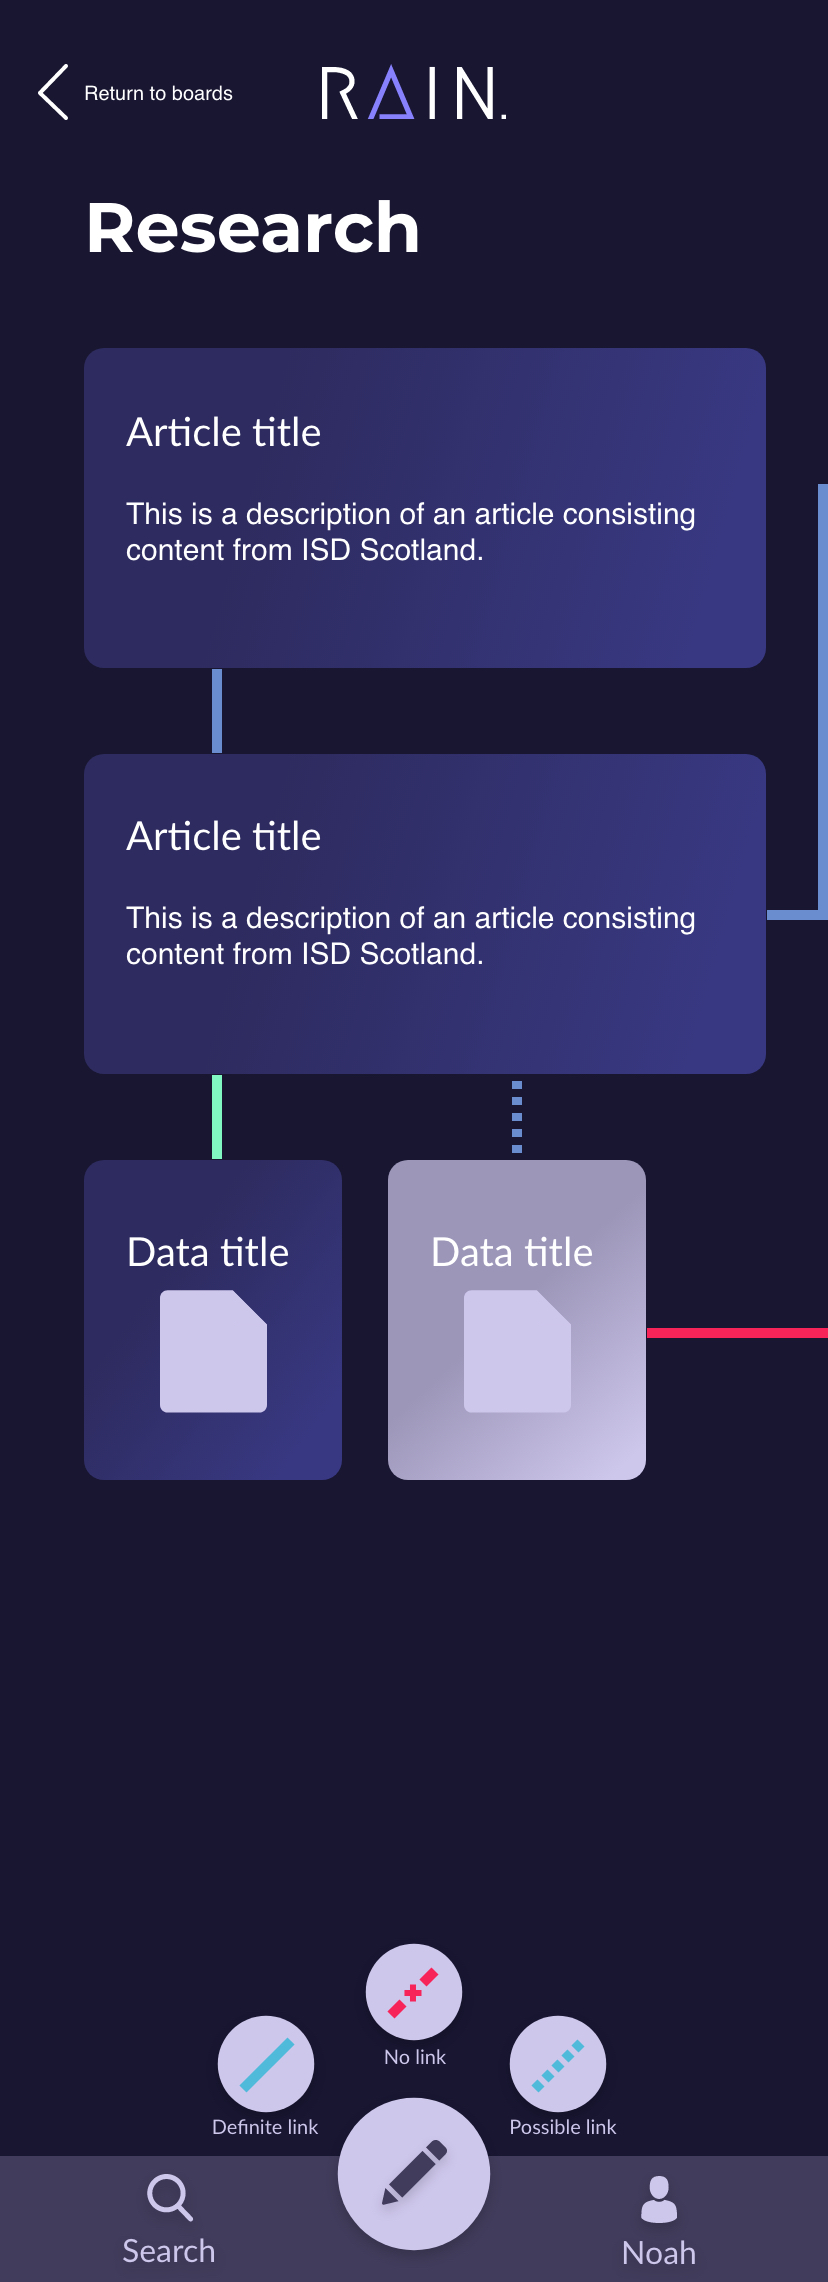 Return to boards
RAIN.
Research
Article title
This is a description of an article consisting
content from ISD Scotland.
Article title
This is a description of an article consisting
content from ISD Scotland.
Data title
Data title
No link
Definite link
Possible link
Search
Noah